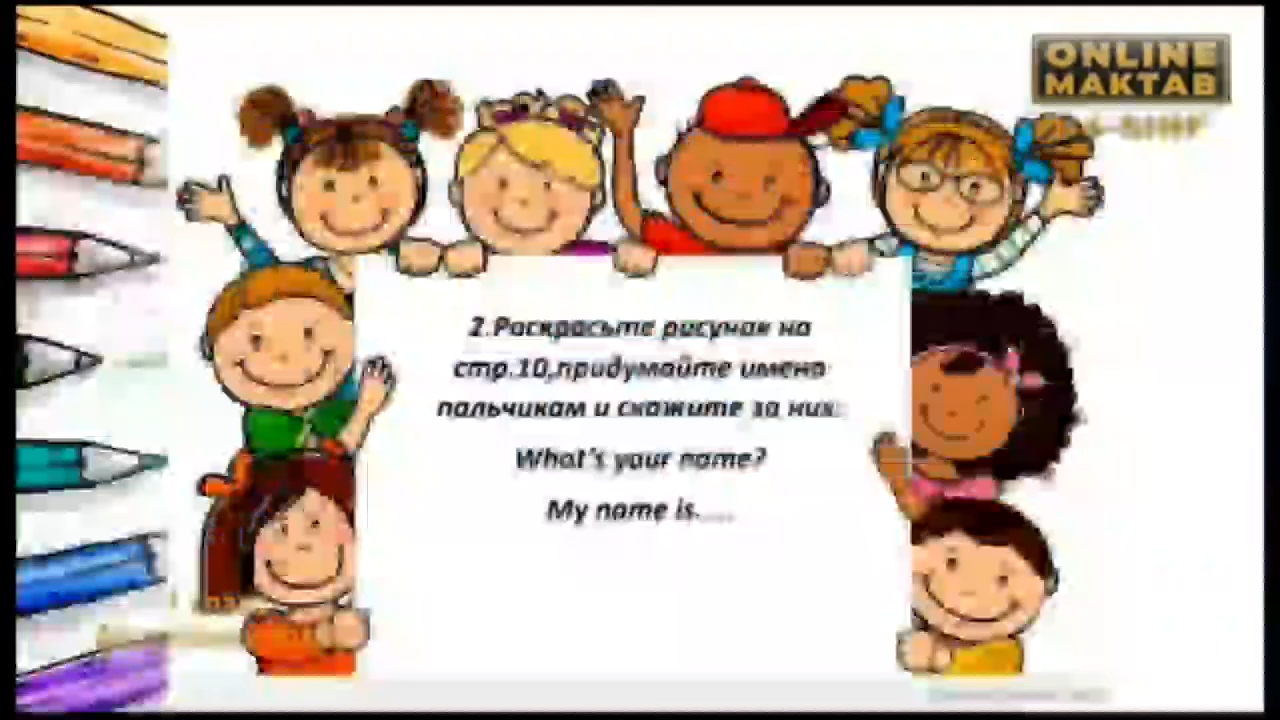 ONLINE
MAKTAB
2.Раскрасьте рисунок на
стр.10,придумайте имена
пальчикам и скажите за них:
What's your name?
My name is.....